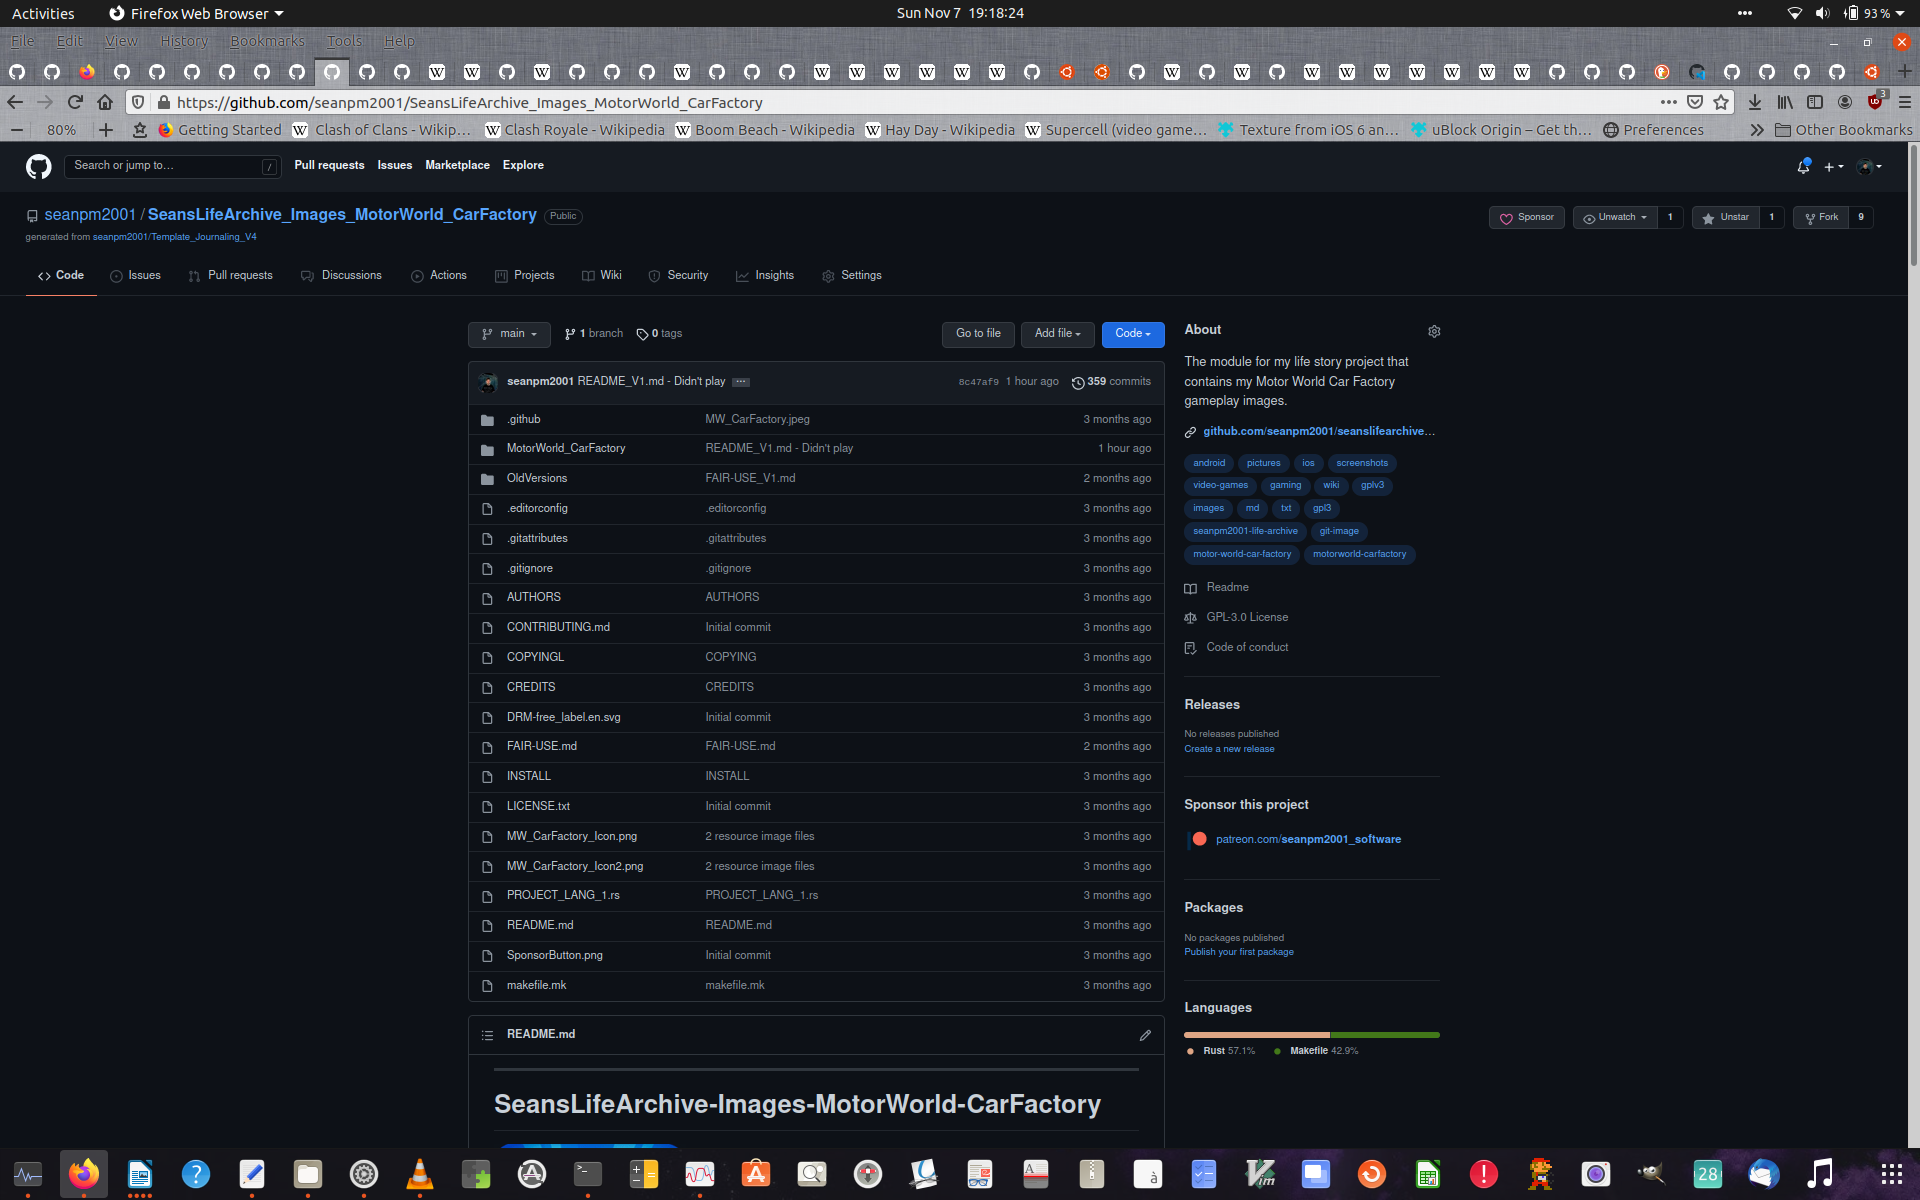 Activities
Firefox Web Browser
Sun Nov 7 19:18:24
93 %
File Edit View History Bookmarks Tools Help
https://github.com/seanpm2001/SeansLifeArchive_Images_MotorWorld_CarFactory
3
80%
Getting Started
Clash of Clans - Wikip…
Clash Royale - Wikipedia
Boom Beach - Wikipedia
Hay Day - Wikipedia
Supercell (video game…
Texture from iOS 6 an…
uBlock Origin – Get th…
Preferences
Other Bookmarks
Search or jump to…
/
Pull requests Issues Marketplace Explore
seanpm2001 / SeansLifeArchive_Images_MotorWorld_CarFactory Public
Sponsor Unwatch 1 Unstar 1 Fork 9
generated from seanpm2001/Template_Journaling_V4
Code Issues Pull requests Discussions Actions Projects Wiki Security Insights Settings
main 1 branch 0 tags Go to file Add file Code
seanpm2001 README_V1.md - Didn't play … 8c47af9 1 hour ago 359 commits
.github MW_CarFactory.jpeg 3 months ago
MotorWorld_CarFactory README_V1.md - Didn't play 1 hour ago
OldVersions FAIR-USE_V1.md 2 months ago
.editorconfig .editorconfig 3 months ago
.gitattributes .gitattributes 3 months ago
.gitignore .gitignore 3 months ago
AUTHORS AUTHORS 3 months ago
CONTRIBUTING.md Initial commit 3 months ago
COPYINGL COPYING 3 months ago
CREDITS CREDITS 3 months ago
DRM-free_label.en.svg Initial commit 3 months ago
FAIR-USE.md FAIR-USE.md 2 months ago
INSTALL INSTALL 3 months ago
LICENSE.txt Initial commit 3 months ago
MW_CarFactory_Icon.png 2 resource image files 3 months ago
MW_CarFactory_Icon2.png 2 resource image files 3 months ago
PROJECT_LANG_1.rs PROJECT_LANG_1.rs 3 months ago
README.md README.md 3 months ago
SponsorButton.png Initial commit 3 months ago
makefile.mk makefile.mk 3 months ago
README.md
SeansLifeArchive-Images-MotorWorld-CarFactory
About
The module for my life story project that
contains my Motor World Car Factory
gameplay images.
github.com/seanpm2001/seanslifearchive…
android pictures ios screenshots
video-games gaming wiki gplv3
images md txt gpl3
seanpm2001-life-archive git-image
motor-world-car-factory motorworld-carfactory
Readme
GPL-3.0 License
Code of conduct
Releases
No releases published
Create a new release
Sponsor this project
patreon.com/seanpm2001_software
Packages
No packages published
Publish your first package
Languages
Rust 57.1% Makefile 42.9%
28